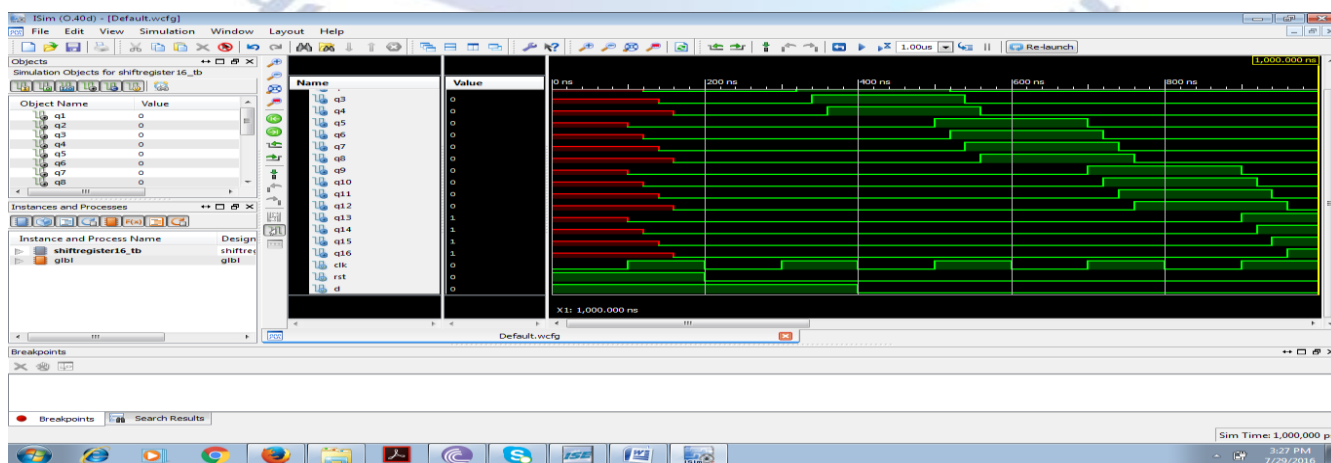 ISim (O.40d) - [Default.wcfg]
File Edit View Simulation Window Layout Help
1.00us Re-launch
Objects
Simulation Objects for shiftregister16_tb
Object Name Value
q1 0
q2 0
q3 0
q4 0
q5 0
q6 0
q7 0
q8 0
Instances and Processes
Instance and Process Name Design
shiftregister16_tb shiftreg
glbl glbl
1,000.000 ns
Name Value
0 ns 200 ns 400 ns 600 ns 800 ns
q3 0
q4 0
q5 0
q6 0
q7 0
q8 0
q9 0
q10 0
q11 0
q12 0
q13 1
q14 1
q15 1
q16 1
clk 0
rst 0
d 0
X1: 1,000.000 ns
Default.wcfg
Breakpoints
Breakpoints Search Results
Sim Time: 1,000,000 p
ISE
3:27 PM
7/29/2016